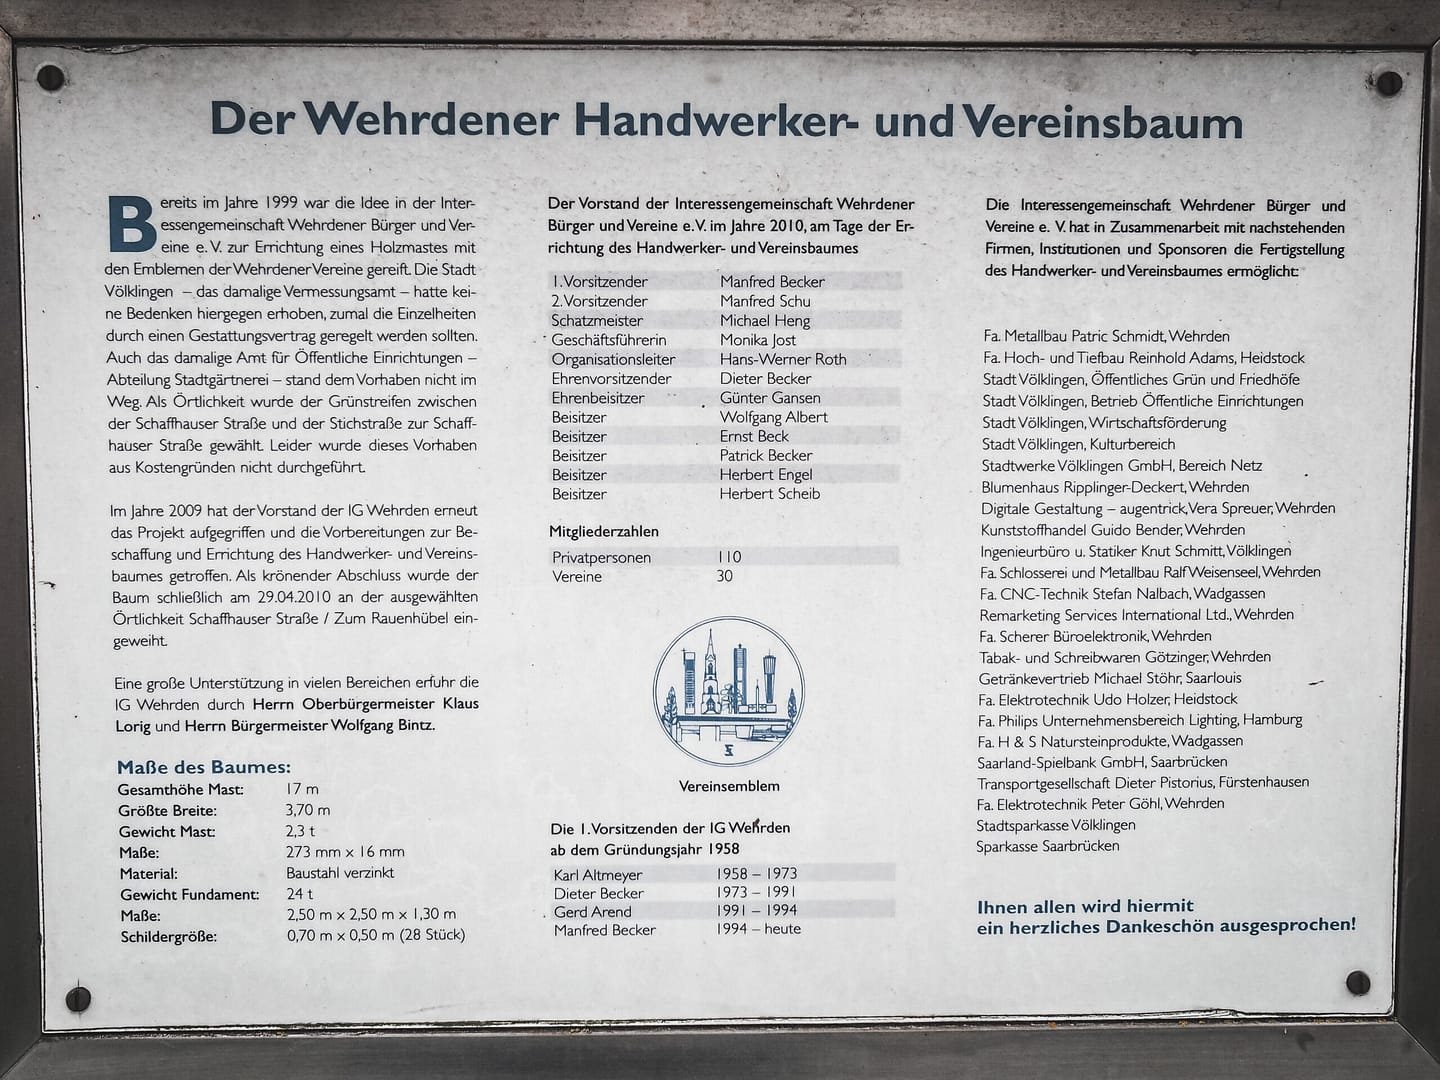 Der Wehrdener Handwerker- und Vereinsbaum
Bereits im Jahre 1999 war die Idee in der Inter-
essengemeinschaft Wehrdener Bürger und Ver-
eine e. V. zur Errichtung eines Holzmastes mit
den Emblemen der Wehrdener Vereine gereift. Die Stadt
Völklingen – das damalige Vermessungsamt – hatte kei-
ne Bedenken hiergegen erhoben, zumal die Einzelheiten
durch einen Gestattungsvertrag geregelt werden sollten.
Auch das damalige Amt für Öffentliche Einrichtungen –
Abteilung Stadtgärtnerei – stand dem Vorhaben nicht im
Weg. Als Örtlichkeit wurde der Grünstreifen zwischen
der Schaffhauser Straße und der Stichstraße zur Schaff-
hauser Straße gewählt. Leider wurde dieses Vorhaben
aus Kostengründen nicht durchgeführt.
Im Jahre 2009 hat der Vorstand der IG Wehrden erneut
das Projekt aufgegriffen und die Vorbereitungen zur Be-
schaffung und Errichtung des Handwerker- und Vereins-
baumes getroffen. Als krönender Abschluss wurde der
Baum schließlich am 29.04.2010 an der ausgewählten
Örtlichkeit Schaffhauser Straße / Zum Rauenhübel ein-
geweiht.
Eine große Unterstützung in vielen Bereichen erfuhr die
IG Wehrden durch Herrn Oberbürgermeister Klaus
Lorig und Herrn Bürgermeister Wolfgang Bintz.
Maße des Baumes:
Gesamthöhe Mast: 17 m
Größte Breite: 3,70 m
Gewicht Mast: 2,3 t
Maße: 273 mm x 16 mm
Material: Baustahl verzinkt
Gewicht Fundament: 24 t
Maße: 2,50 m x 2,50 m x 1,30 m
Schildergröße: 0,70 m x 0,50 m (28 Stück)
Der Vorstand der Interessengemeinschaft Wehrdener
Bürger und Vereine e. V. im Jahre 2010, am Tage der Er-
richtung des Handwerker- und Vereinsbaumes
1. Vorsitzender Manfred Becker
2. Vorsitzender Manfred Schu
Schatzmeister Michael Heng
Geschäftsführerin Monika Jost
Organisationsleiter Hans-Werner Roth
Ehrenvorsitzender Dieter Becker
Ehrenbeisitzer Günter Gansen
Beisitzer Wolfgang Albert
Beisitzer Ernst Beck
Beisitzer Patrick Becker
Beisitzer Herbert Engel
Beisitzer Herbert Scheib
Mitgliederzahlen
Privatpersonen 110
Vereine 30
Vereinsemblem
Die 1. Vorsitzenden der IG Wehrden
ab dem Gründungsjahr 1958
Karl Altmeyer 1958 – 1973
Dieter Becker 1973 – 1991
Gerd Arend 1991 – 1994
Manfred Becker 1994 – heute
Die Interessengemeinschaft Wehrdener Bürger und
Vereine e. V. hat in Zusammenarbeit mit nachstehenden
Firmen, Institutionen und Sponsoren die Fertigstellung
des Handwerker- und Vereinsbaumes ermöglicht:
Fa. Metallbau Patric Schmidt, Wehrden
Fa. Hoch- und Tiefbau Reinhold Adams, Heidstock
Stadt Völklingen, Öffentliches Grün und Friedhöfe
Stadt Völklingen, Betrieb Öffentliche Einrichtungen
Stadt Völklingen, Wirtschaftsförderung
Stadt Völklingen, Kulturbereich
Stadtwerke Völklingen GmbH, Bereich Netz
Blumenhaus Ripplinger-Deckert, Wehrden
Digitale Gestaltung – augentrick, Vera Spreuer, Wehrden
Kunststoffhandel Guido Bender, Wehrden
Ingenieurbüro u. Statiker Knut Schmitt, Völklingen
Fa. Schlosserei und Metallbau Ralf Weisenseel, Wehrden
Fa. CNC-Technik Stefan Nalbach, Wadgassen
Remarketing Services International Ltd., Wehrden
Fa. Scherer Büroelektronik, Wehrden
Tabak- und Schreibwaren Götzinger, Wehrden
Getränkevertrieb Michael Stöhr, Saarlouis
Fa. Elektrotechnik Udo Holzer, Heidstock
Fa. Philips Unternehmensbereich Lighting, Hamburg
Fa. H & S Natursteinprodukte, Wadgassen
Saarland-Spielbank GmbH, Saarbrücken
Transportgesellschaft Dieter Pistorius, Fürstenhausen
Fa. Elektrotechnik Peter Göhl, Wehrden
Stadtsparkasse Völklingen
Sparkasse Saarbrücken
Ihnen allen wird hiermit
ein herzliches Dankeschön ausgesprochen!